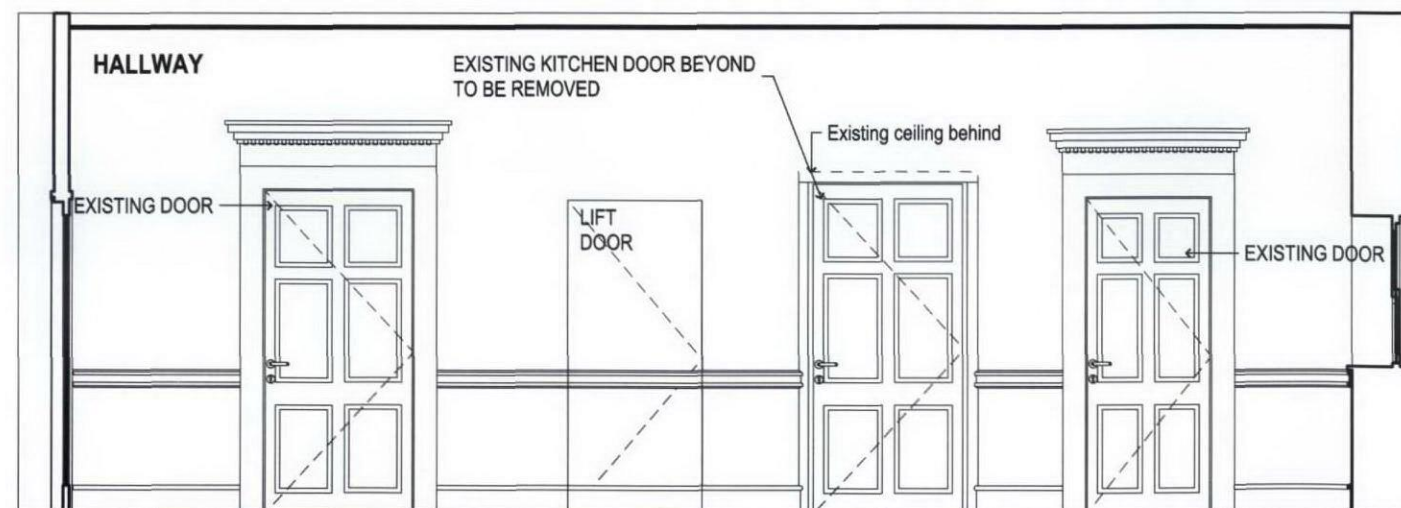 HALLWAY
EXISTING KITCHEN DOOR BEYOND
TO BE REMOVED
Existing ceiling behind
EXISTING DOOR
LIFT
DOOR
EXISTING DOOR